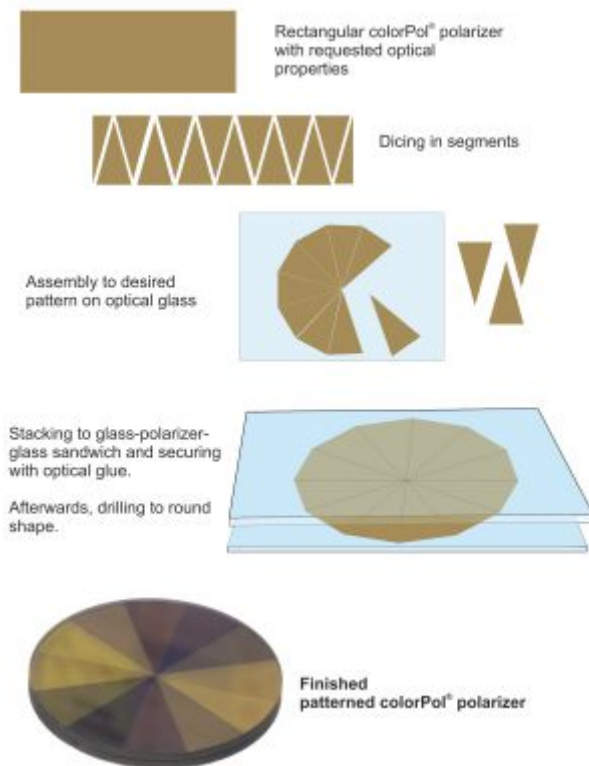 Rectangular colorPol® polarizer
with requested optical
properties
Dicing in segments
Assembly to desired
pattern on optical glass
Stacking to glass-polarizer-
glass sandwich and securing
with optical glue.
Afterwards, drilling to round
shape.
Finished
patterned colorPol® polarizer